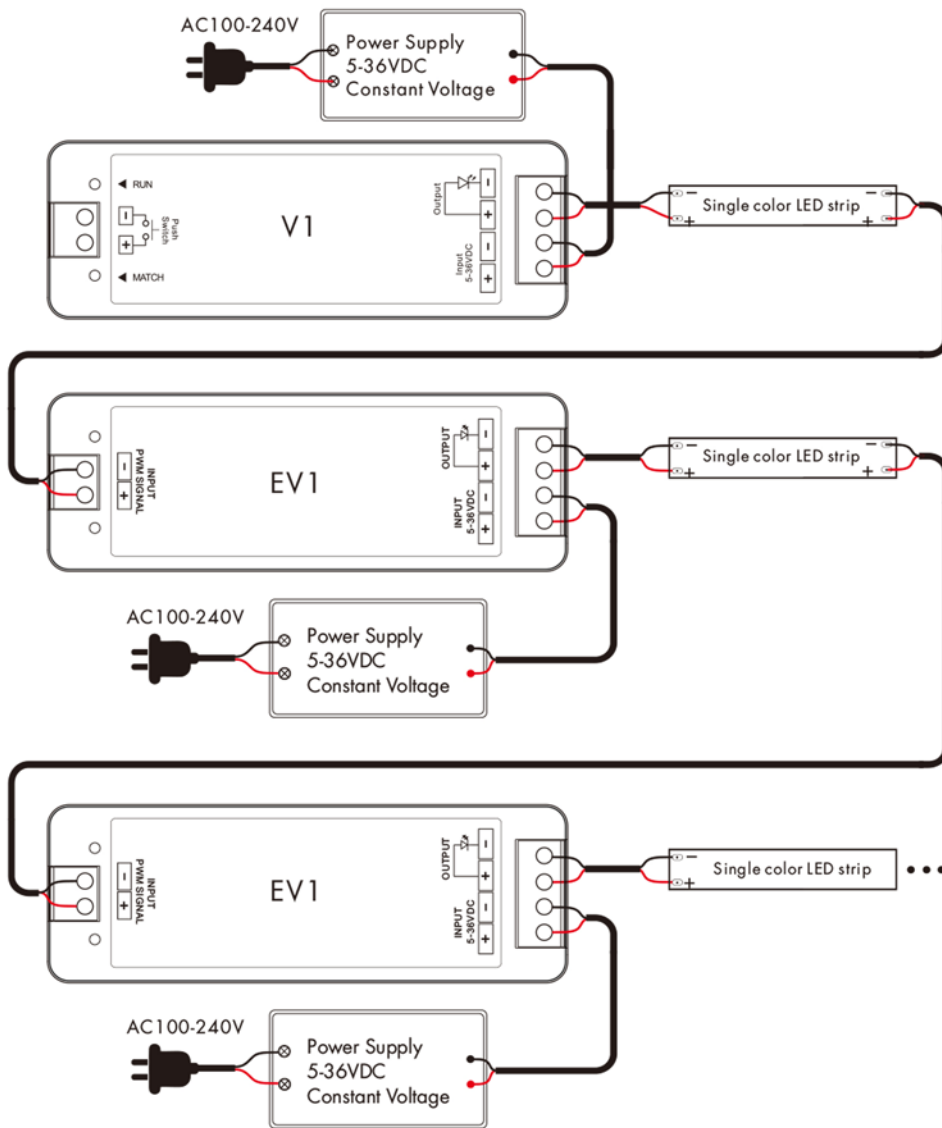 AC100-240V
Power Supply
5-36VDC
Constant Voltage
RUN
Push
Switch
MATCH
V1
Output
Input
5-36VDC
Single color LED strip
INPUT
PWM SIGNAL
EV1
OUTPUT
INPUT
5-36VDC
Single color LED strip
AC100-240V
Power Supply
5-36VDC
Constant Voltage
INPUT
PWM SIGNAL
EV1
OUTPUT
INPUT
5-36VDC
Single color LED strip
AC100-240V
Power Supply
5-36VDC
Constant Voltage